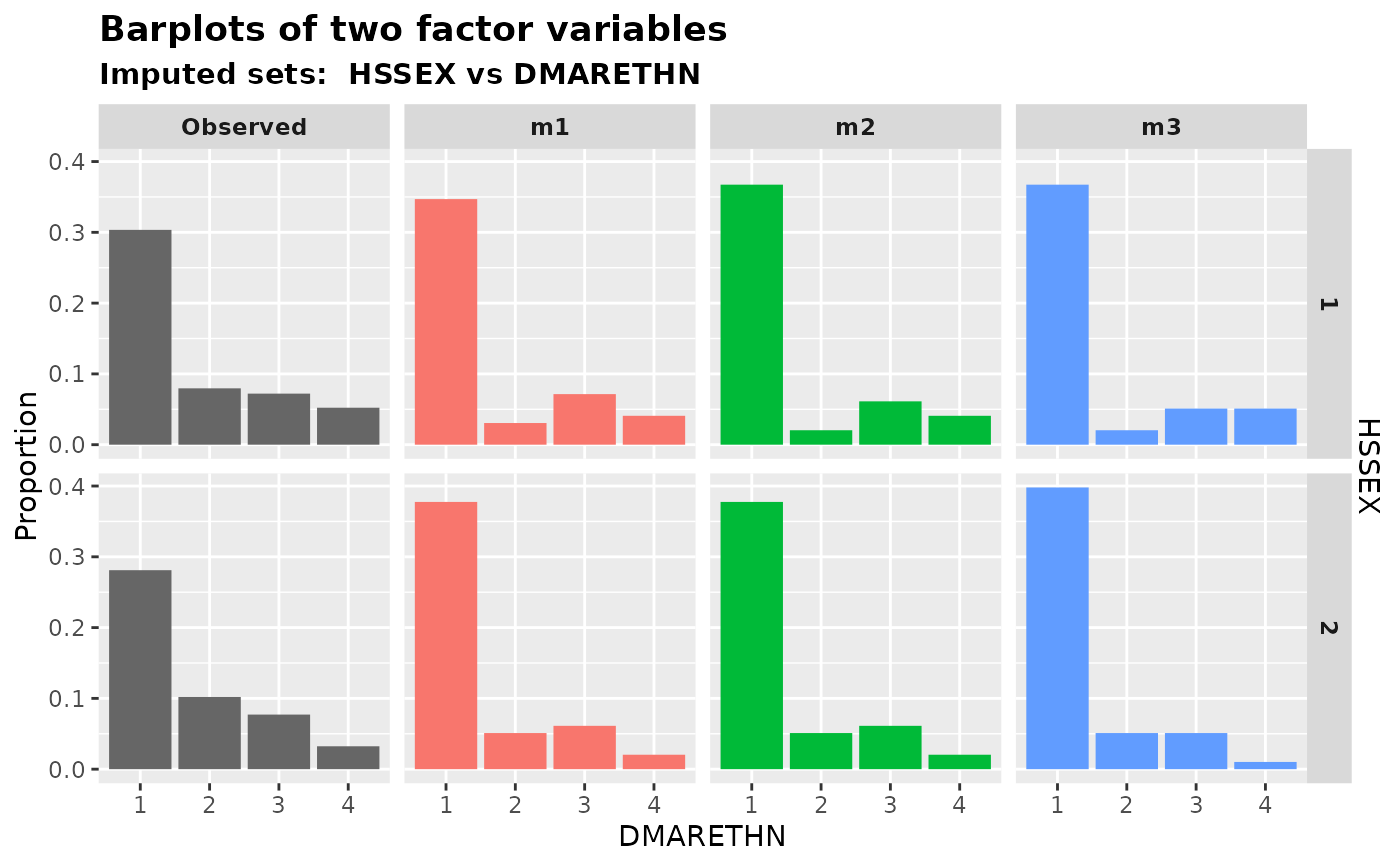 Barplots of two factor variables
Imputed sets:  HSSEX vs DMARETHN
Observed m1 m2 m3
0.4
0.3
0.2
0.1
0.0
1
Proportion
HSSEX
0.4
0.3
0.2
0.1
0.0
2
1 2 3 4 1 2 3 4 1 2 3 4 1 2 3 4
DMARETHN